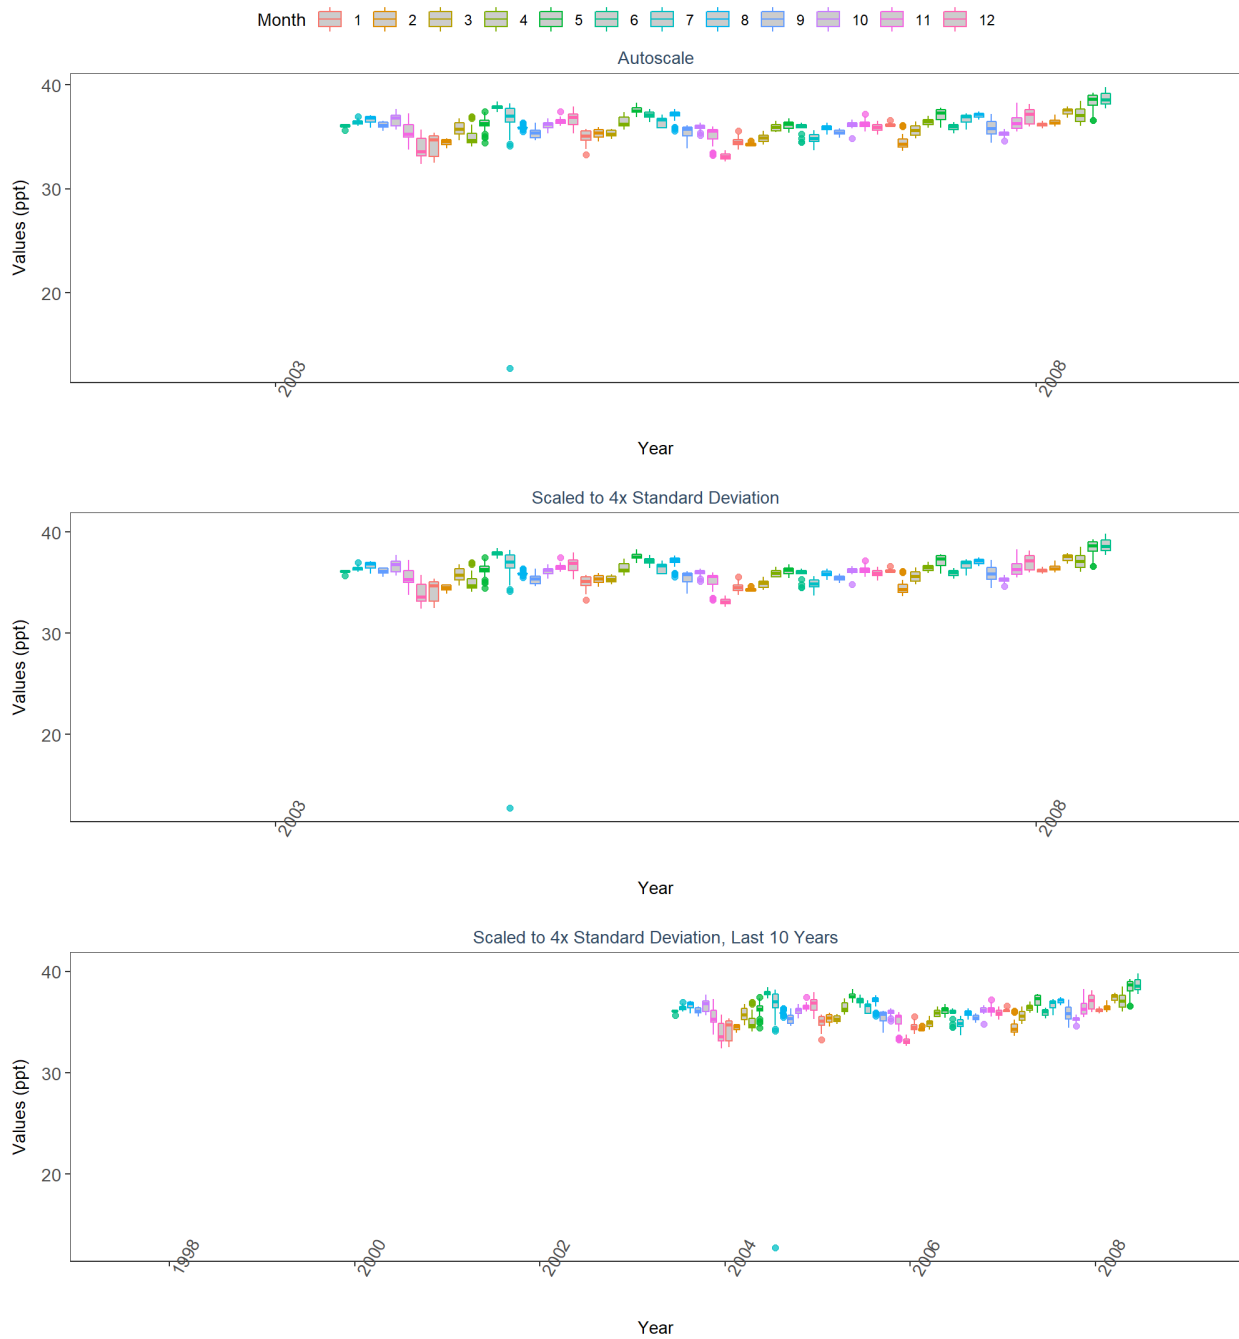 Month 1 2 3 4 5 6 7 8 9 10 11 12
Autoscale
40
30
20
Values (ppt)
2003 2008
Year
Scaled to 4x Standard Deviation
40
30
20
Values (ppt)
2003 2008
Year
Scaled to 4x Standard Deviation, Last 10 Years
40
30
20
Values (ppt)
1998 2000 2002 2004 2006 2008
Year